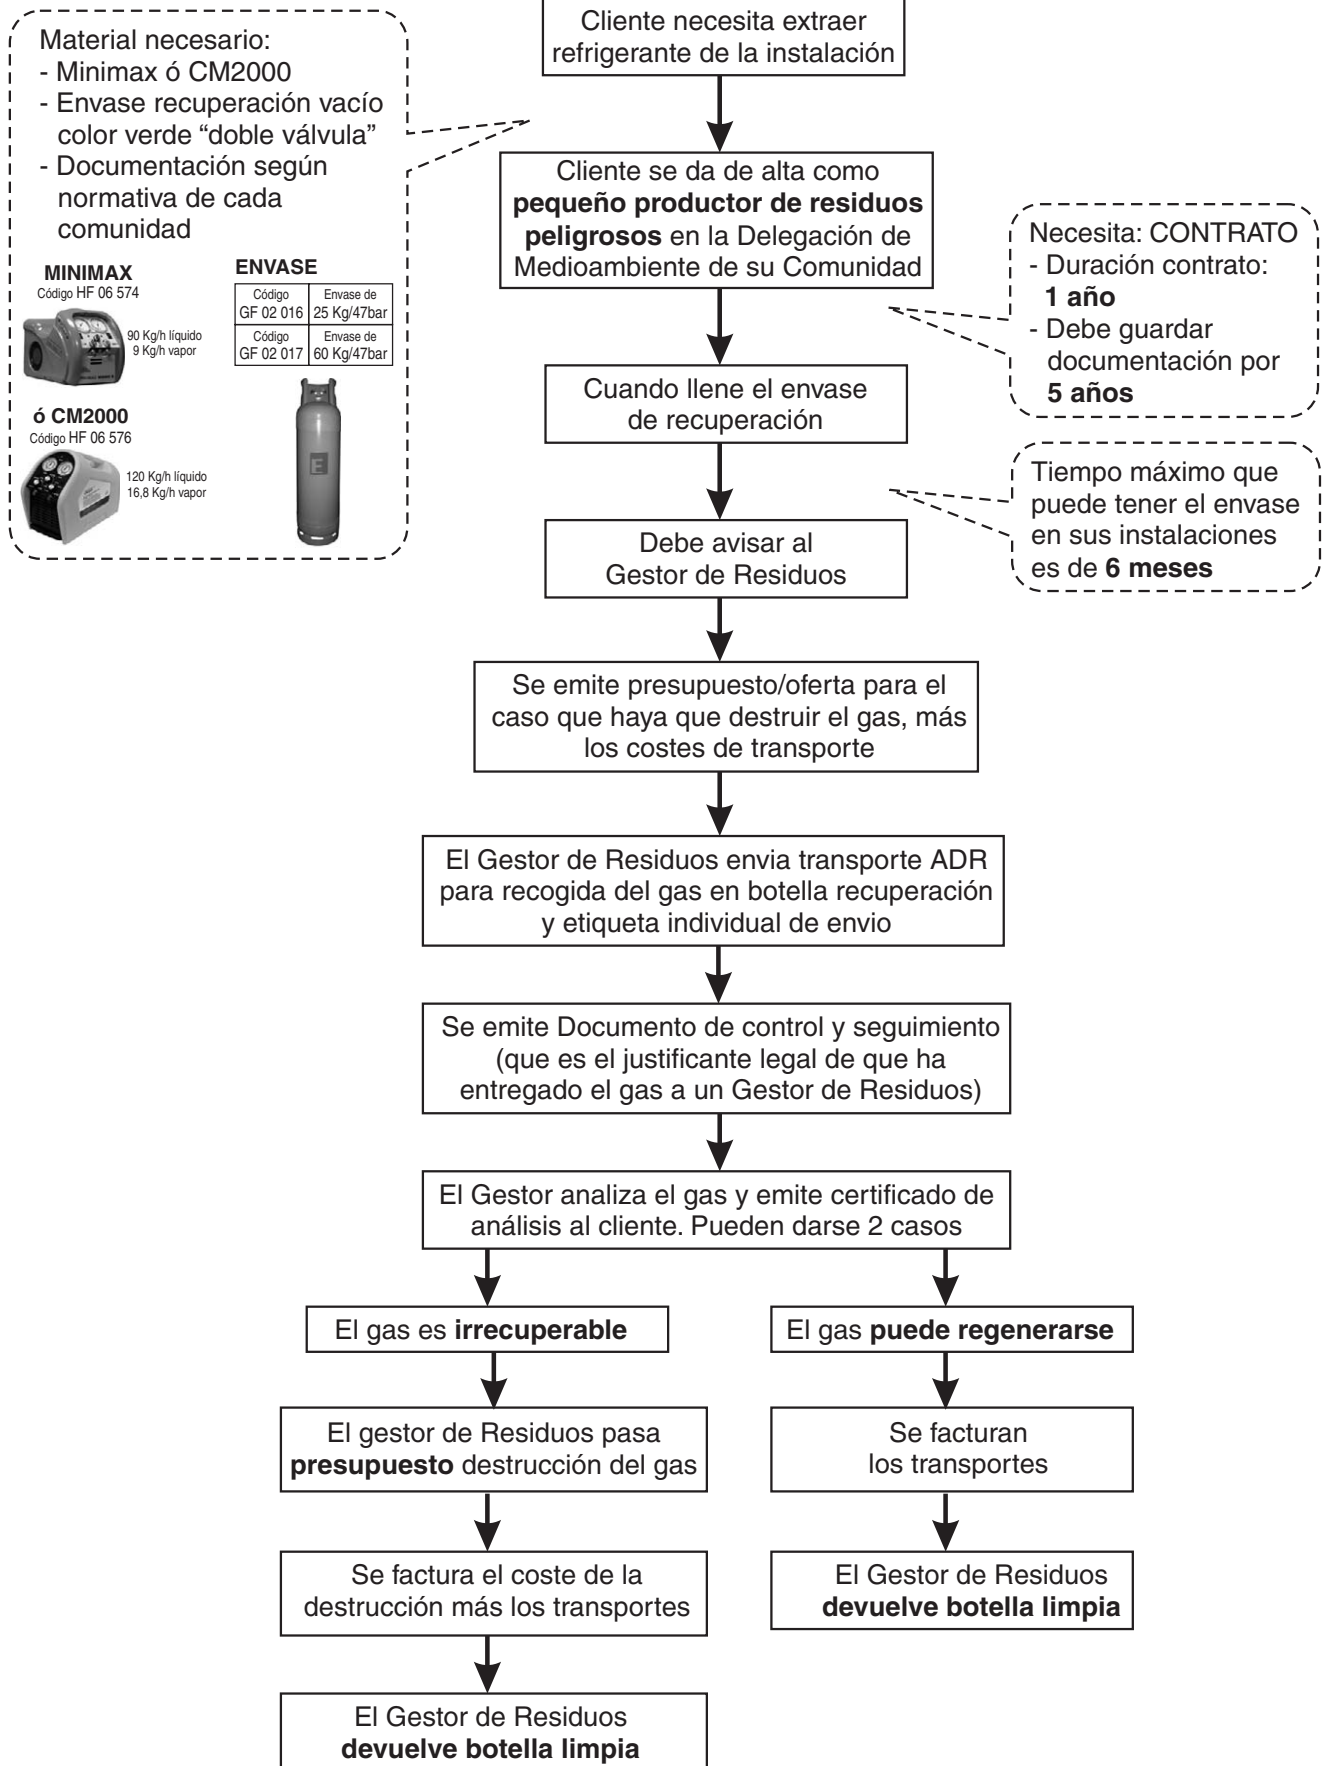 Cliente necesita extraer
refrigerante de la instalación
Material necesario:
- Minimax ó CM2000
- Envase recuperación vacío
color verde “doble válvula”
- Documentación según
normativa de cada
comunidad
MINIMAX
Código HF 06 574
90 Kg/h líquido
9 Kg/h vapor
ó CM2000
Código HF 06 576
120 Kg/h líquido
16,8 Kg/h vapor
ENVASE
Código Envase de
GF 02 016 25 Kg/47bar
Código Envase de
GF 02 017 60 Kg/47bar
E
Cliente se da de alta como
pequeño productor de residuos
peligrosos en la Delegación de
Medioambiente de su Comunidad
Necesita: CONTRATO
- Duración contrato:
1 año
- Debe guardar
documentación por
5 años
Cuando llene el envase
de recuperación
Tiempo máximo que
puede tener el envase
en sus instalaciones
es de 6 meses
Debe avisar al
Gestor de Residuos
Se emite presupuesto/oferta para el
caso que haya que destruir el gas, más
los costes de transporte
El Gestor de Residuos envia transporte ADR
para recogida del gas en botella recuperación
y etiqueta individual de envio
Se emite Documento de control y seguimiento
(que es el justificante legal de que ha
entregado el gas a un Gestor de Residuos)
El Gestor analiza el gas y emite certificado de
análisis al cliente. Pueden darse 2 casos
El gas es irrecuperable
El gestor de Residuos pasa
presupuesto destrucción del gas
Se factura el coste de la
destrucción más los transportes
El Gestor de Residuos
devuelve botella limpia
El gas puede regenerarse
Se facturan
los transportes
El Gestor de Residuos
devuelve botella limpia